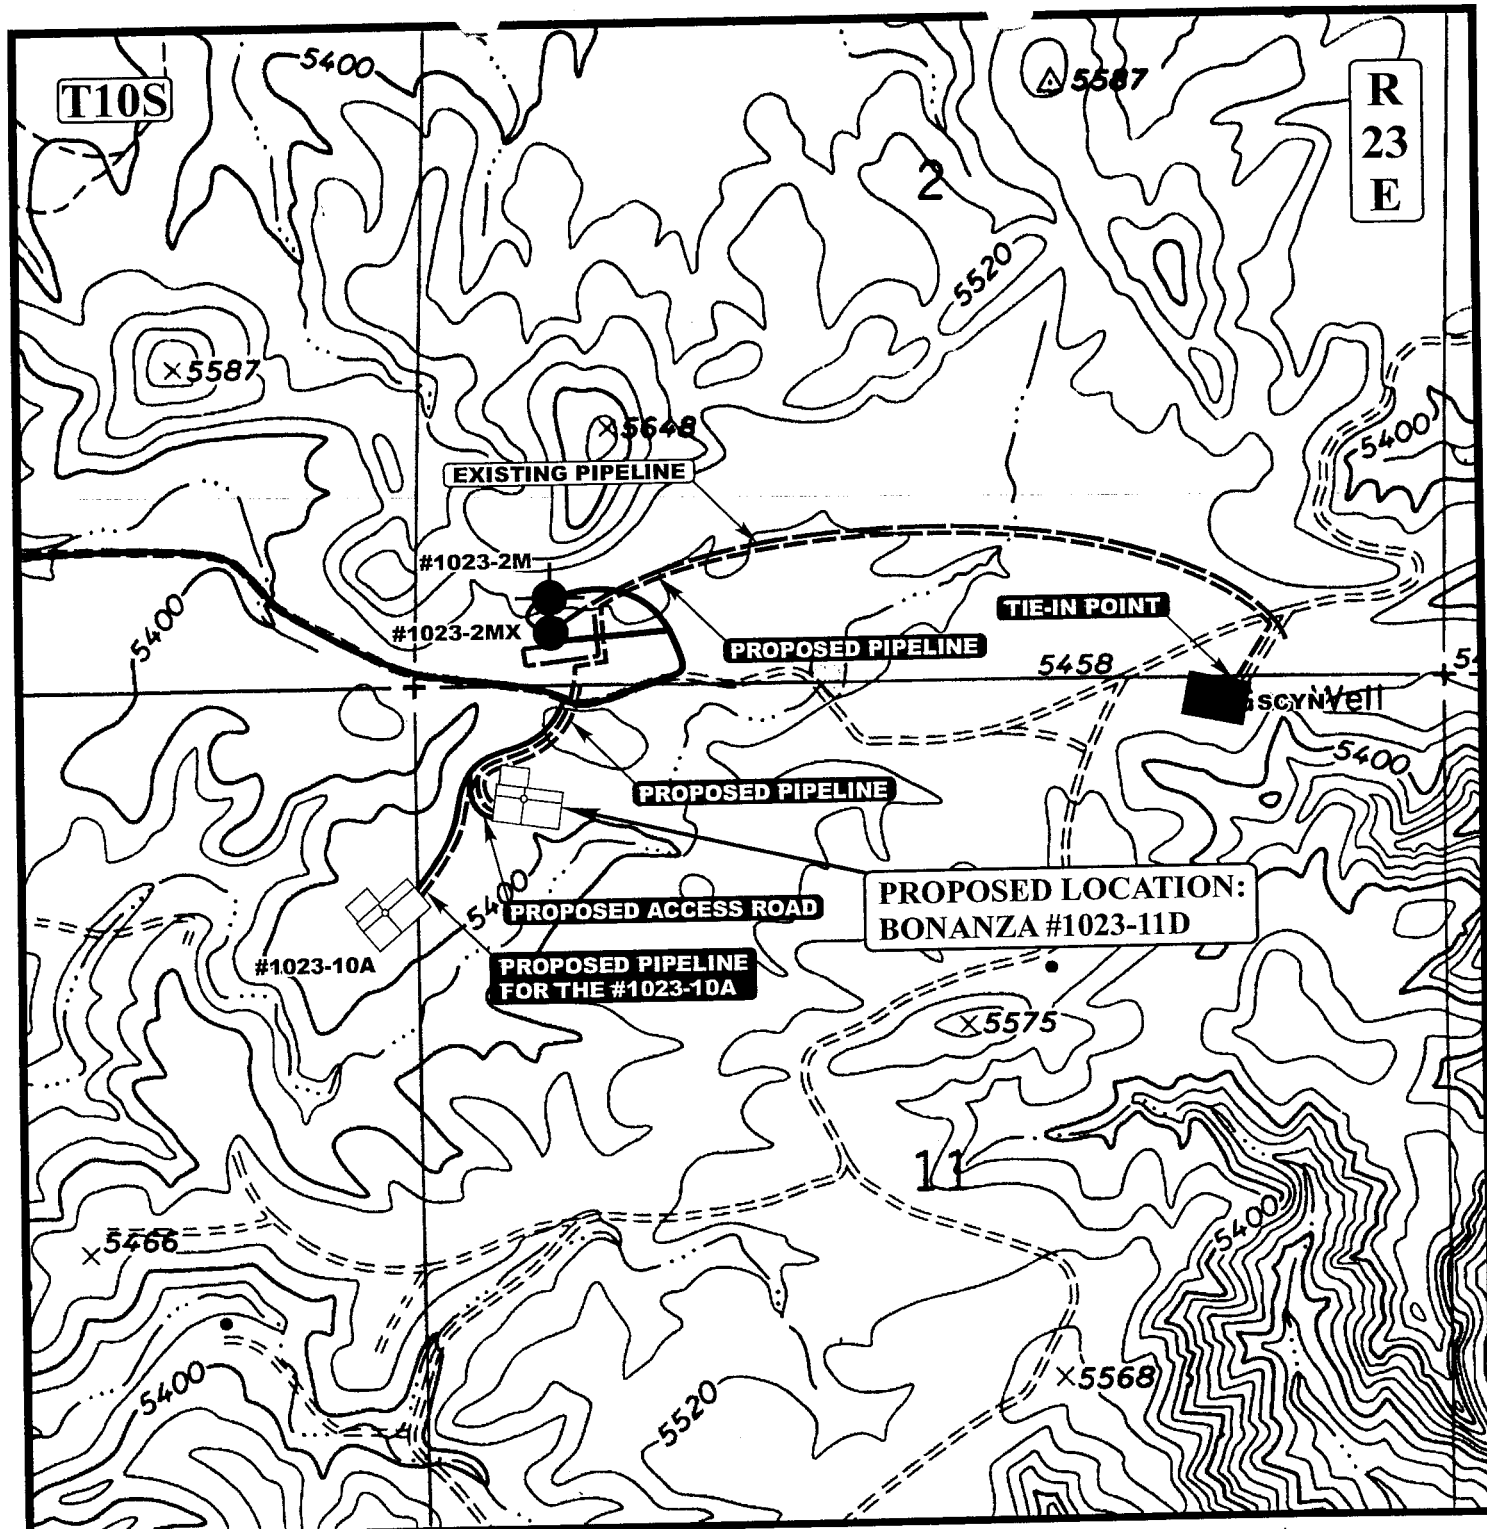 5400
T10S
5587
R
23
E
2
5520
5587
5648
5400
EXISTING PIPELINE
#1023-2M
5400
TIE-IN POINT
#1023-2MX
PROPOSED PIPELINE
5458
Well
5400
PROPOSED PIPELINE
5400
PROPOSED LOCATION:
BONANZA #1023-11D
PROPOSED ACCESS ROAD
#1023-10A
PROPOSED PIPELINE
FOR THE #1023-10A
5575
11
5400
5466
5568
5400
5520